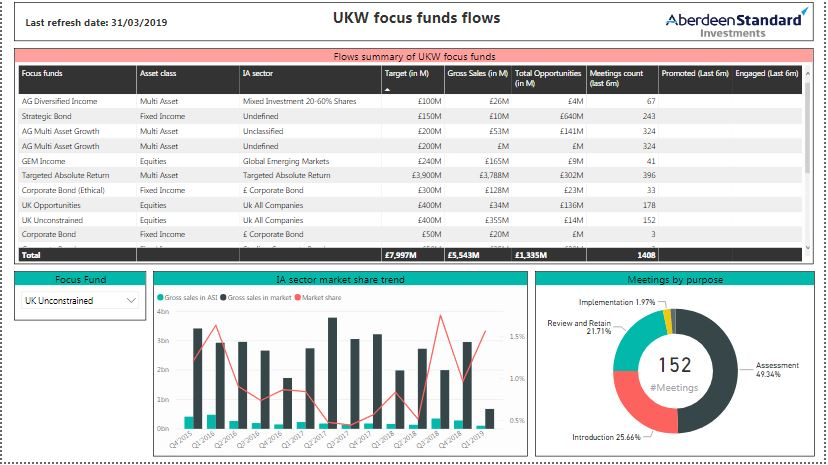 Last refresh date: 31/03/2019
UKW focus funds flows
Aberdeen Standard
Investments
Flows summary of UKW focus funds
Focus funds Asset class IA sector Target (in M) Gross Sales (in M) Total Opportunities (in M) Meetings count (last 6m) Promoted (Last 6m) Engaged (Last 6m)
AG Diversified Income Multi Asset Mixed Investment 20-60% Shares £100M £26M £4M 67
Strategic Bond Fixed Income Undefined £150M £10M £640M 243
AG Multi Asset Growth Multi Asset Unclassified £200M £53M £141M 324
AG Multi Asset Growth Multi Asset Undefined £200M £M £M 324
GEM Income Equities Global Emerging Markets £240M £165M £9M 41
Targeted Absolute Return Multi Asset Targeted Absolute Return £3,900M £3,788M £302M 396
Corporate Bond (Ethical) Fixed Income £ Corporate Bond £300M £128M £23M 33
UK Opportunities Equities Uk All Companies £400M £34M £136M 178
UK Unconstrained Equities Uk All Companies £400M £355M £14M 152
Corporate Bond Fixed Income £ Corporate Bond £50M £20M £M 3
Total £7,997M £5,543M £1,335M 1408
Focus Fund
UK Unconstrained
IA sector market share trend
Gross sales in ASI Gross sales in market Market share
4bn
3bn
2bn
1bn
0bn
1.5%
1.0%
0.5%
Q4 2015 Q1 2016 Q2 2016 Q3 2016 Q4 2016 Q1 2017 Q2 2017 Q3 2017 Q4 2017 Q1 2018 Q2 2018 Q3 2018 Q4 2018 Q1 2019
Meetings by purpose
Implementation 1.97%
Review and Retain
21.71%
152
#Meetings
Assessment
49.34%
Introduction 25.66%